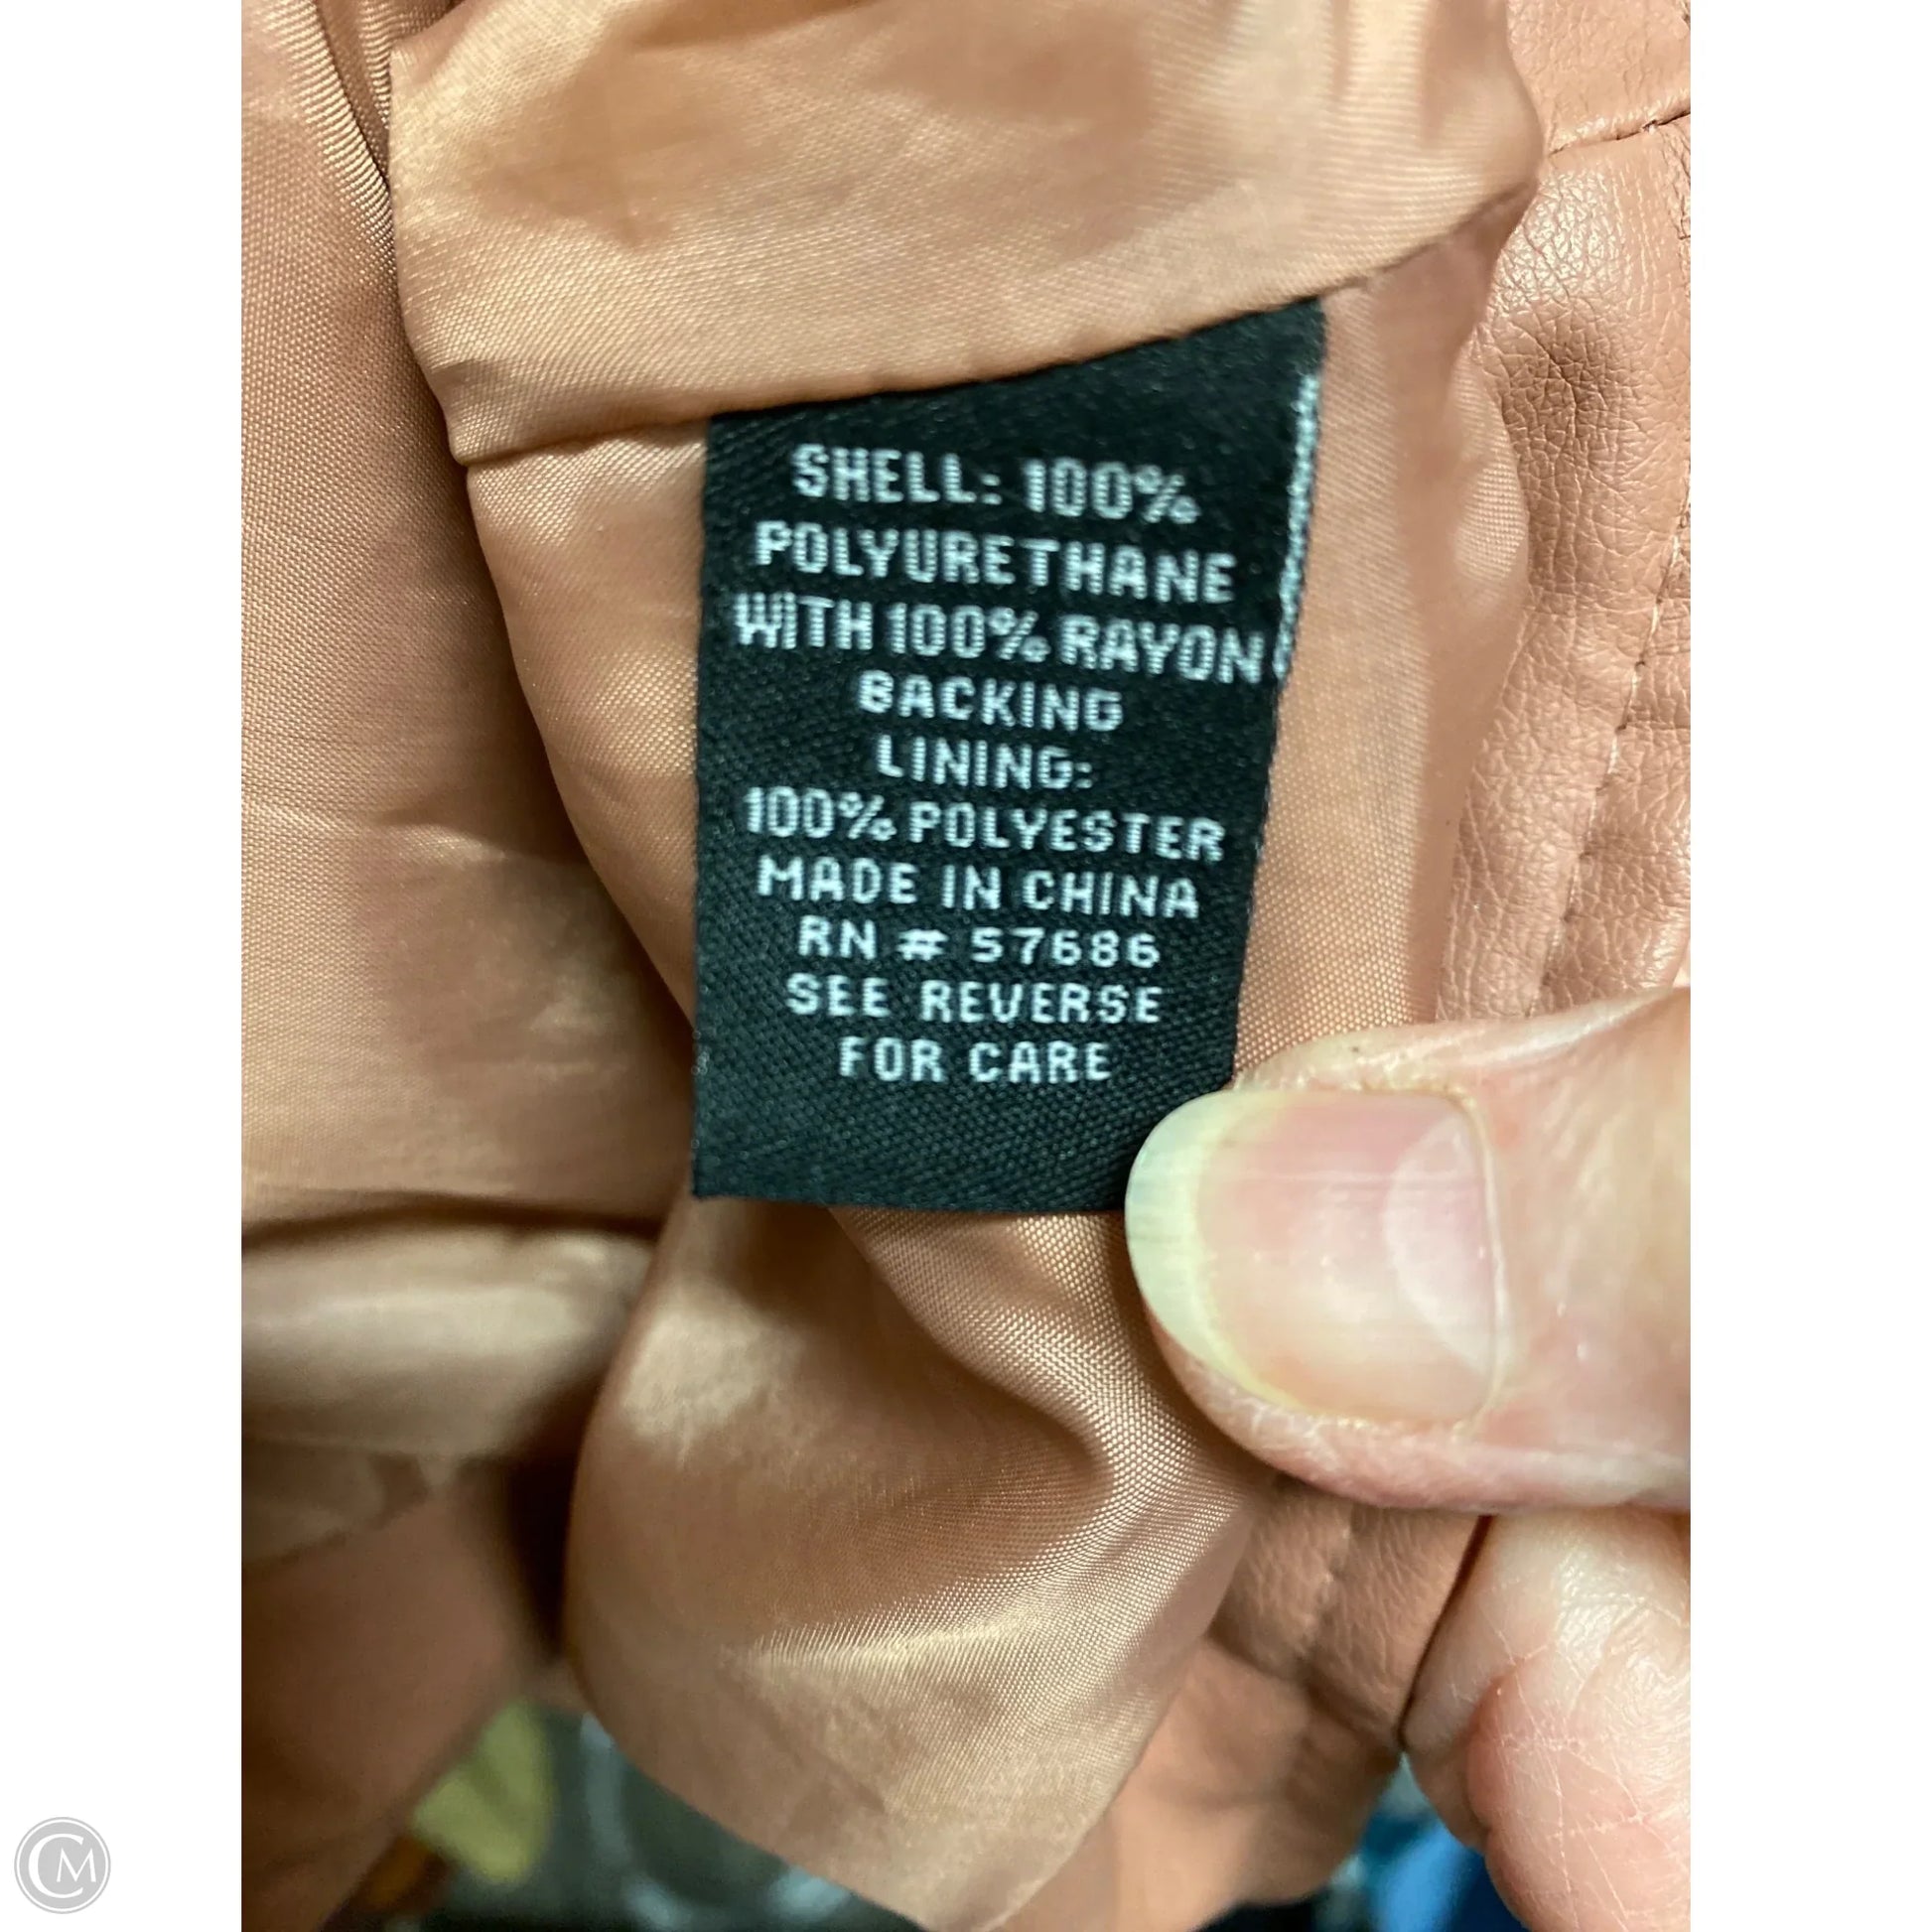 SHELL: 100%
POLYURETHANE
WITH 100% RAYON
BACKING
LINING:
100% POLYESTER
MADE IN CHINA
RN # 57686
SEE REVERSE
FOR CARE
CM